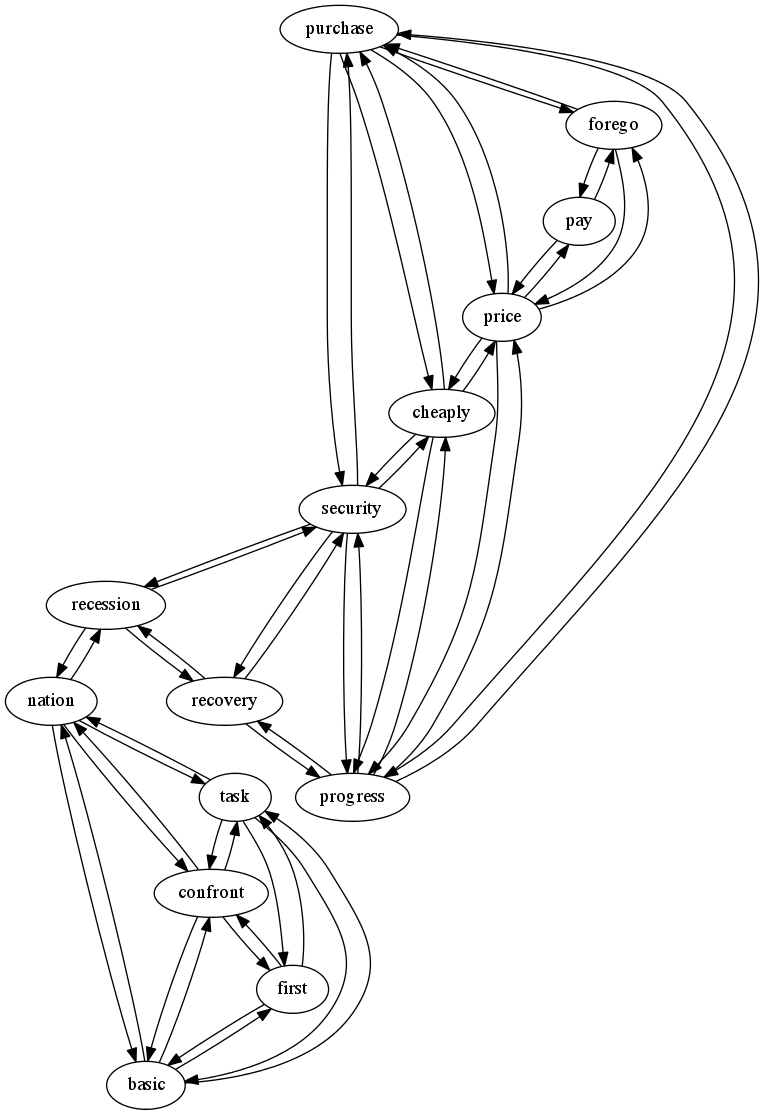 purchase
forego
pay
price
cheaply
security
recession
nation
recovery
task
progress
confront
first
basic